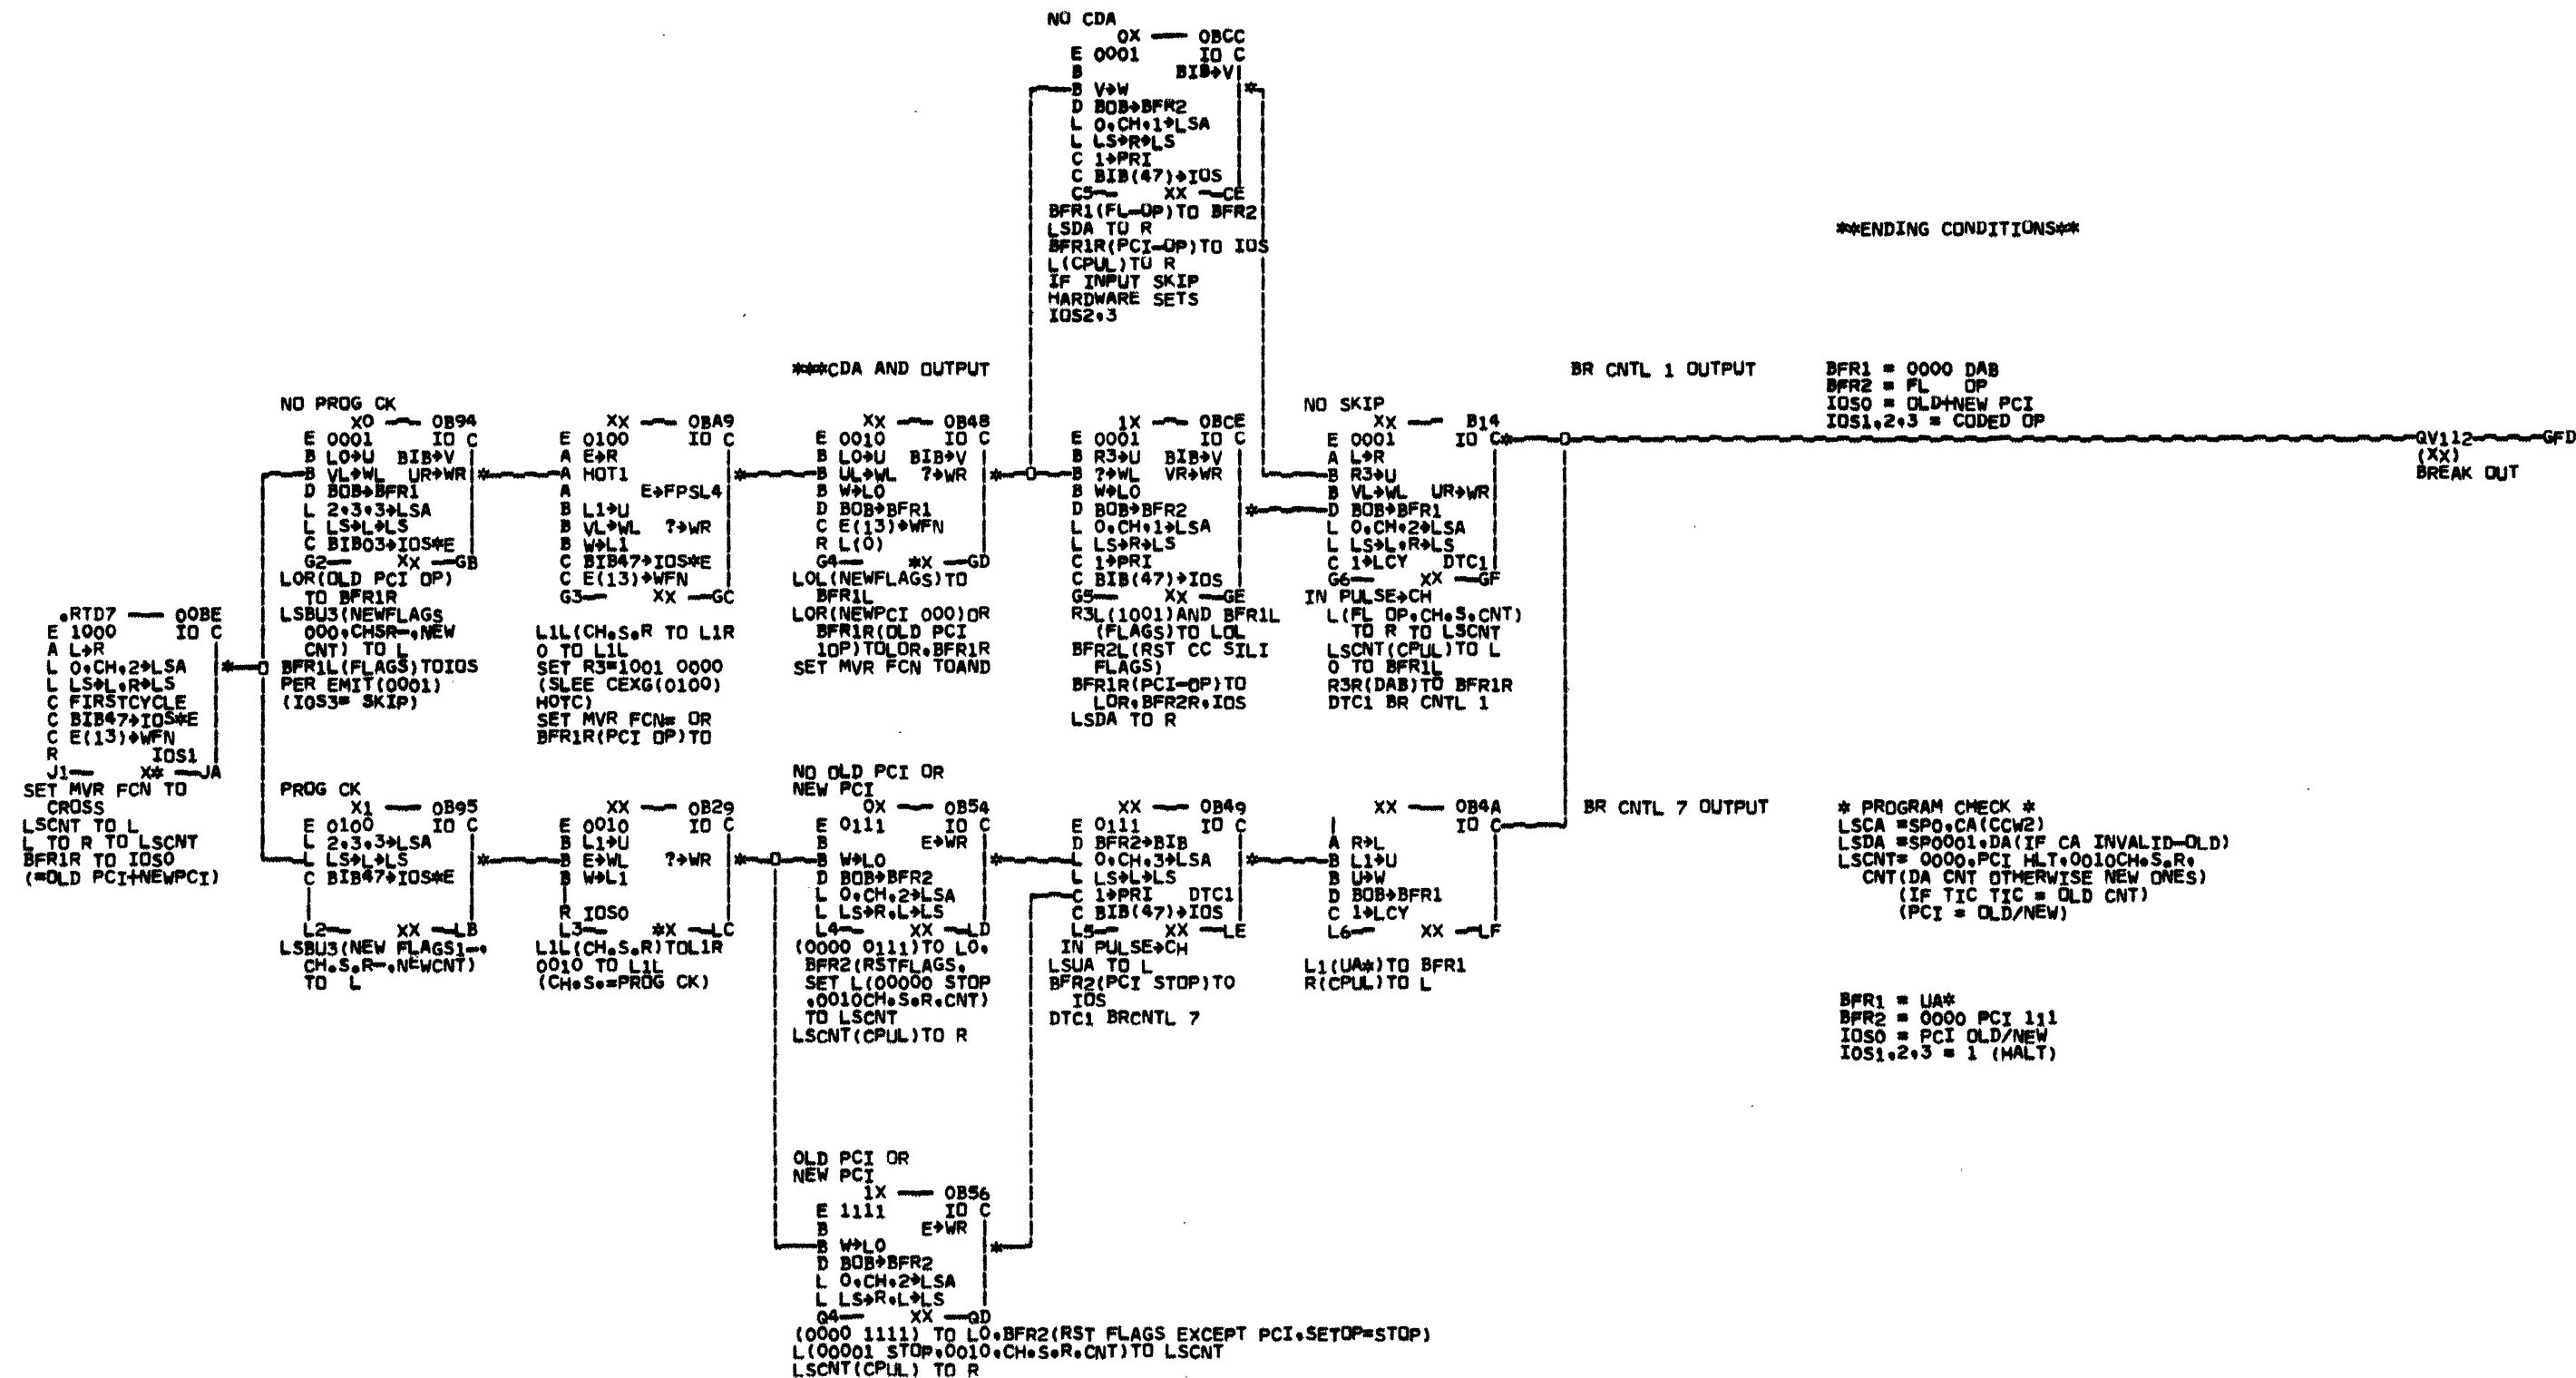 NO CDA
0X — 0BCC
E 0001 IO C
B BIB→V
B V→W *
D BOB→BFR2
L 0,CH,1→LSA
L LS→R→LS
C 1→PRI
C BIB(47)→IOS
C5— XX —CE
BFR1(FL-OP)TO BFR2
LSDA TO R
BFR1R(PCI-OP)TO IOS
L(CPUL)TO R
IF INPUT SKIP
HARDWARE SETS
IOS2,3
**ENDING CONDITIONS**
***CDA AND OUTPUT
BR CNTL 1 OUTPUT
BFR1 = 0000 DAB
BFR2 = FL OP
IOS0 = OLD+NEW PCI
IOS1,2,3 = CODED OP
NO PROG CK
X0 — 0B94
E 0001 IO C
B L0→U BIB→V
B VL→WL UR→WR *
D BOB→BFR1
L 2,3,3→LSA
L LS→L→LS
C BIB03→IOS*E
G2— XX —GB
L0R(OLD PCI OP)
TO BFR1R
LSBU3(NEWFLAGS
000,CHSR-,NEW
CNT) TO L
BFR1L(FLAGS)TOIOS
PER EMIT(0001)
(IOS3= SKIP)
XX — 0BA9
E 0100 IO C
A E→R
A HOT1 *
A E→FPSL4
B L1→U
B VL→WL ?→WR
B W→L1
C BIB47→IOS*E
C E(13)→WFN
G3— XX —GC
L1L(CH,S,R TO L1R
0 TO L1L
SET R3=1001 0000
(SLEE CEXG(0100)
HOTC)
SET MVR FCN= OR
BFR1R(PCI OP)TO
XX — 0B48
E 0010 IO C
B L0→U BIB→V
B UL→WL ?→WR *
B W→L0
D BOB→BFR1
C E(13)→WFN
R L(0)
G4— *X —GD
L0L(NEWFLAGS)TO
BFR1L
L0R(NEWPCI 000)OR
BFR1R(OLD PCI
1OP)TOL0R,BFR1R
SET MVR FCN TOAND
1X — 0BCE
E 0001 IO C
B R3→U BIB→V
B ?→WL VR→WR
B W→L0
D BOB→BFR2 *
L 0,CH,1→LSA
L LS→R→LS
C 1→PRI
C BIB(47)→IOS
G5— XX —GE
R3L(1001)AND BFR1L
(FLAGS)TO L0L
BFR2L(RST CC SILI
FLAGS)
BFR1R(PCI-OP)TO
L0R,BFR2R,IOS
LSDA TO R
NO SKIP
XX — B14
E 0001 IO C*
A L→R
B R3→U
B VL→WL UR→WR
D BOB→BFR1
L 0,CH,2→LSA
L LS→L,R→LS
C 1→LCY DTC1
G6— XX —GF
IN PULSE→CH
L(FL OP,CH,S,CNT)
TO R TO LSCNT
LSCNT(CPUL)TO L
0 TO BFR1L
R3R(DAB)TO BFR1R
DTC1 BR CNTL 1
QV112——GFD
(XX)
BREAK OUT
.RTD7 — 00BE
E 1000 IO C
A L→R
L 0,CH,2→LSA *
L LS→L,R→LS
C FIRSTCYCLE
C BIB47→IOS*E
C E(13)→WFN
R IOS1
J1— X* —JA
SET MVR FCN TO
CROSS
LSCNT TO L
L TO R TO LSCNT
BFR1R TO IOS0
(=OLD PCI+NEWPCI)
PROG CK
X1 — 0B95
E 0100 IO C
L 2,3,3→LSA
L LS→L→LS *
C BIB47→IOS*E
L2— XX —LB
LSBU3(NEW FLAGS1-,
CH,S,R-,NEWCNT)
TO L
XX — 0B29
E 0010 IO C
B L1→U
B E→WL ?→WR *
B W→L1
R IOS0
L3— *X —LC
L1L(CH,S,R)TOL1R
0010 TO L1L
(CH,S,=PROG CK)
NO OLD PCI OR
NEW PCI
0X — 0B54
E 0111 IO C
B E→WR
B W→L0 *
D BOB→BFR2
L 0,CH,2→LSA
L LS→R,L→LS
L4— XX —LD
(0000 0111)TO L0,
BFR2(RSTFLAGS,
SET L(00000 STOP
,0010CH,S,R,CNT)
TO LSCNT
LSCNT(CPUL)TO R
XX — 0B49
E 0111 IO C
D BFR2→BIB
L 0,CH,3→LSA *
L LS→L→LS
C 1→PRI DTC1
C BIB(47)→IOS
L5— XX —LE
IN PULSE→CH
LSUA TO L
BFR2(PCI STOP)TO
IOS
DTC1 BRCNTL 7
XX — 0B4A
IO C
A R→L
B L1→U
B U→W
D BOB→BFR1
C 1→LCY
L6— XX —LF
L1(UA*)TO BFR1
R(CPUL)TO L
BR CNTL 7 OUTPUT
* PROGRAM CHECK *
LSCA =SP0,CA(CCW2)
LSDA =SP0001,DA(IF CA INVALID-OLD)
LSCNT= 0000,PCI HLT,0010CH,S,R,
CNT(DA CNT OTHERWISE NEW ONES)
(IF TIC TIC = OLD CNT)
(PCI = OLD/NEW)
BFR1 = UA*
BFR2 = 0000 PCI 111
IOS0 = PCI OLD/NEW
IOS1,2,3 = 1 (HALT)
OLD PCI OR
NEW PCI
1X — 0B56
E 1111 IO C
B E→WR
B W→L0 *
D BOB→BFR2
L 0,CH,2→LSA
L LS→R,L→LS
Q4— XX —QD
(0000 1111) TO L0,BFR2(RST FLAGS EXCEPT PCI,SETOP=STOP)
L(00001 STOP,0010,CH,S,R,CNT)TO LSCNT
LSCNT(CPUL) TO R